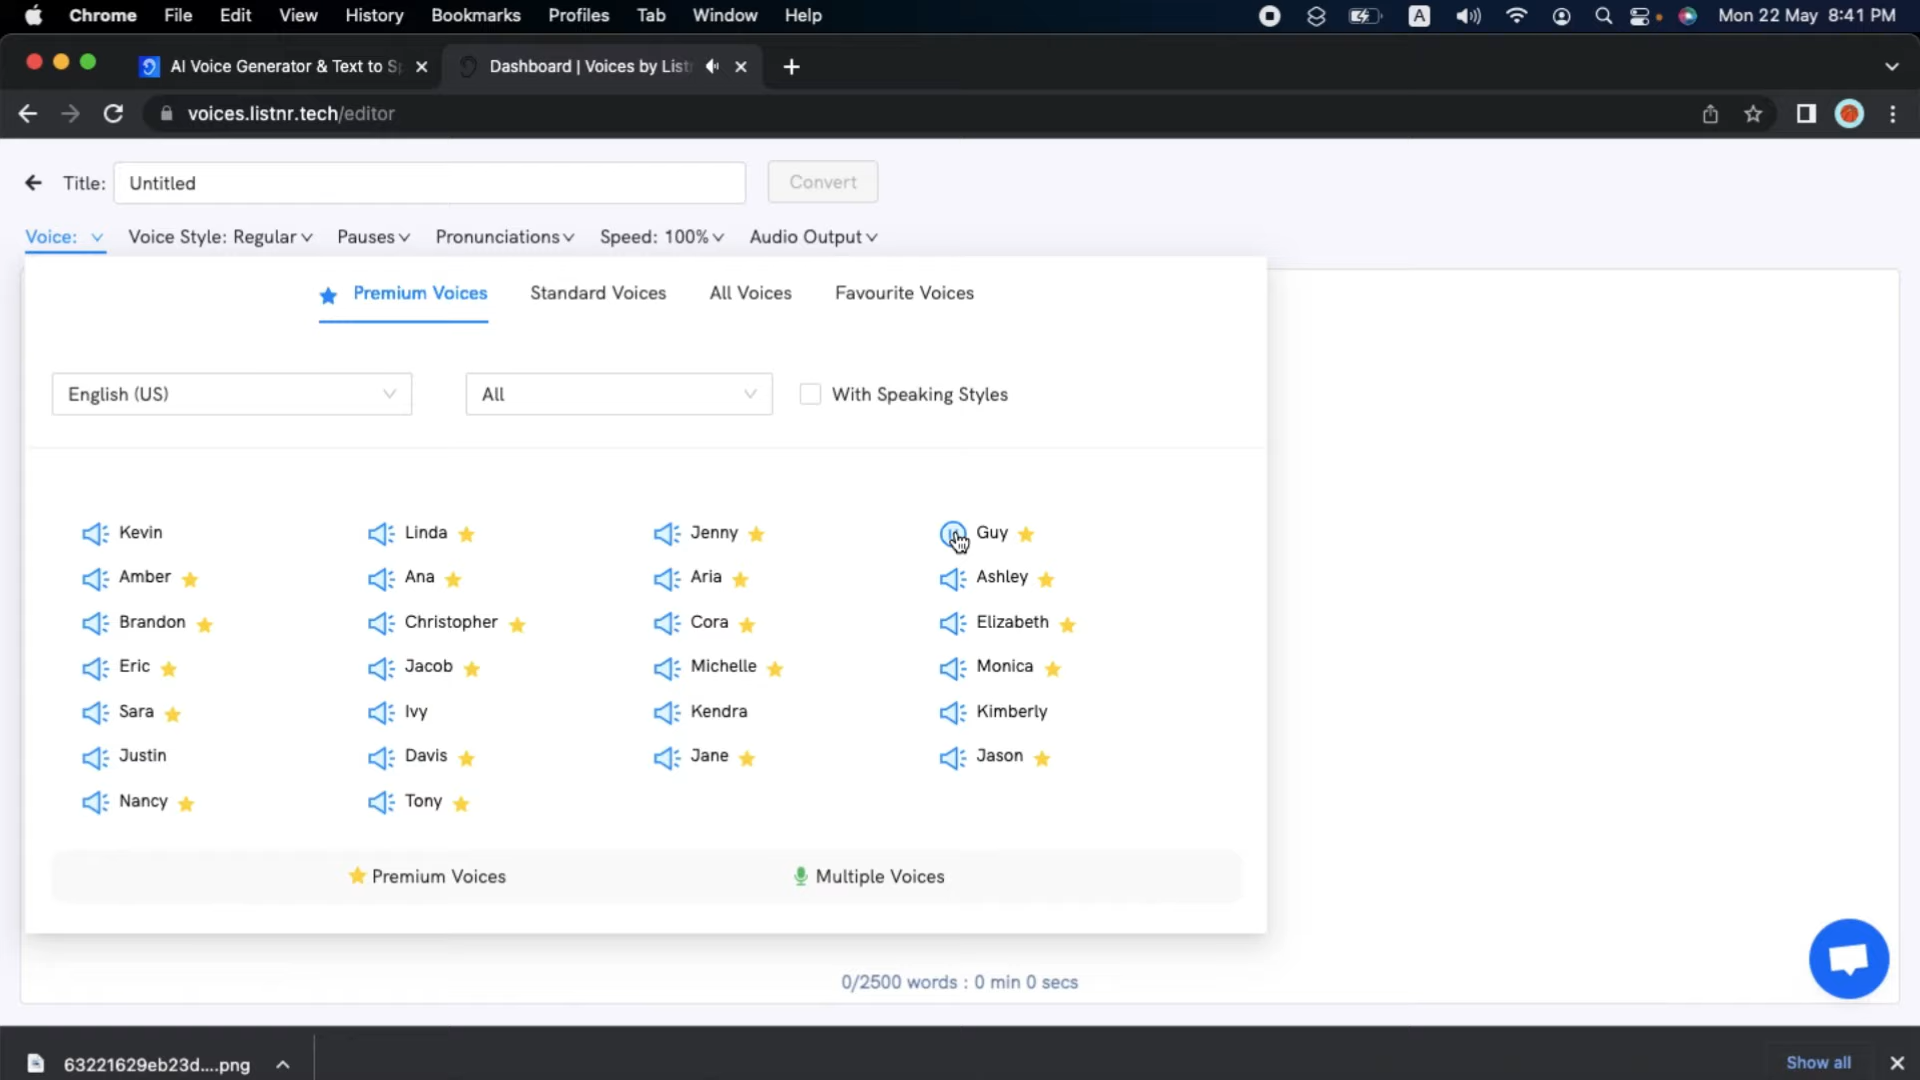 Chrome File Edit View History Bookmarks Profiles Tab Window Help A Mon 22 May 8:41 PM
AI Voice Generator & Text to S Dashboard | Voices by List
voices.listnr.tech/editor
Title: Untitled Convert
Voice: Voice Style: Regular Pauses Pronunciations Speed: 100% Audio Output
Premium Voices Standard Voices All Voices Favourite Voices
English (US) All With Speaking Styles
Kevin Linda Jenny Guy
Amber Ana Aria Ashley
Brandon Christopher Cora Elizabeth
Eric Jacob Michelle Monica
Sara Ivy Kendra Kimberly
Justin Davis Jane Jason
Nancy Tony
Premium Voices Multiple Voices
0/2500 words : 0 min 0 secs
63221629eb23d....png Show all